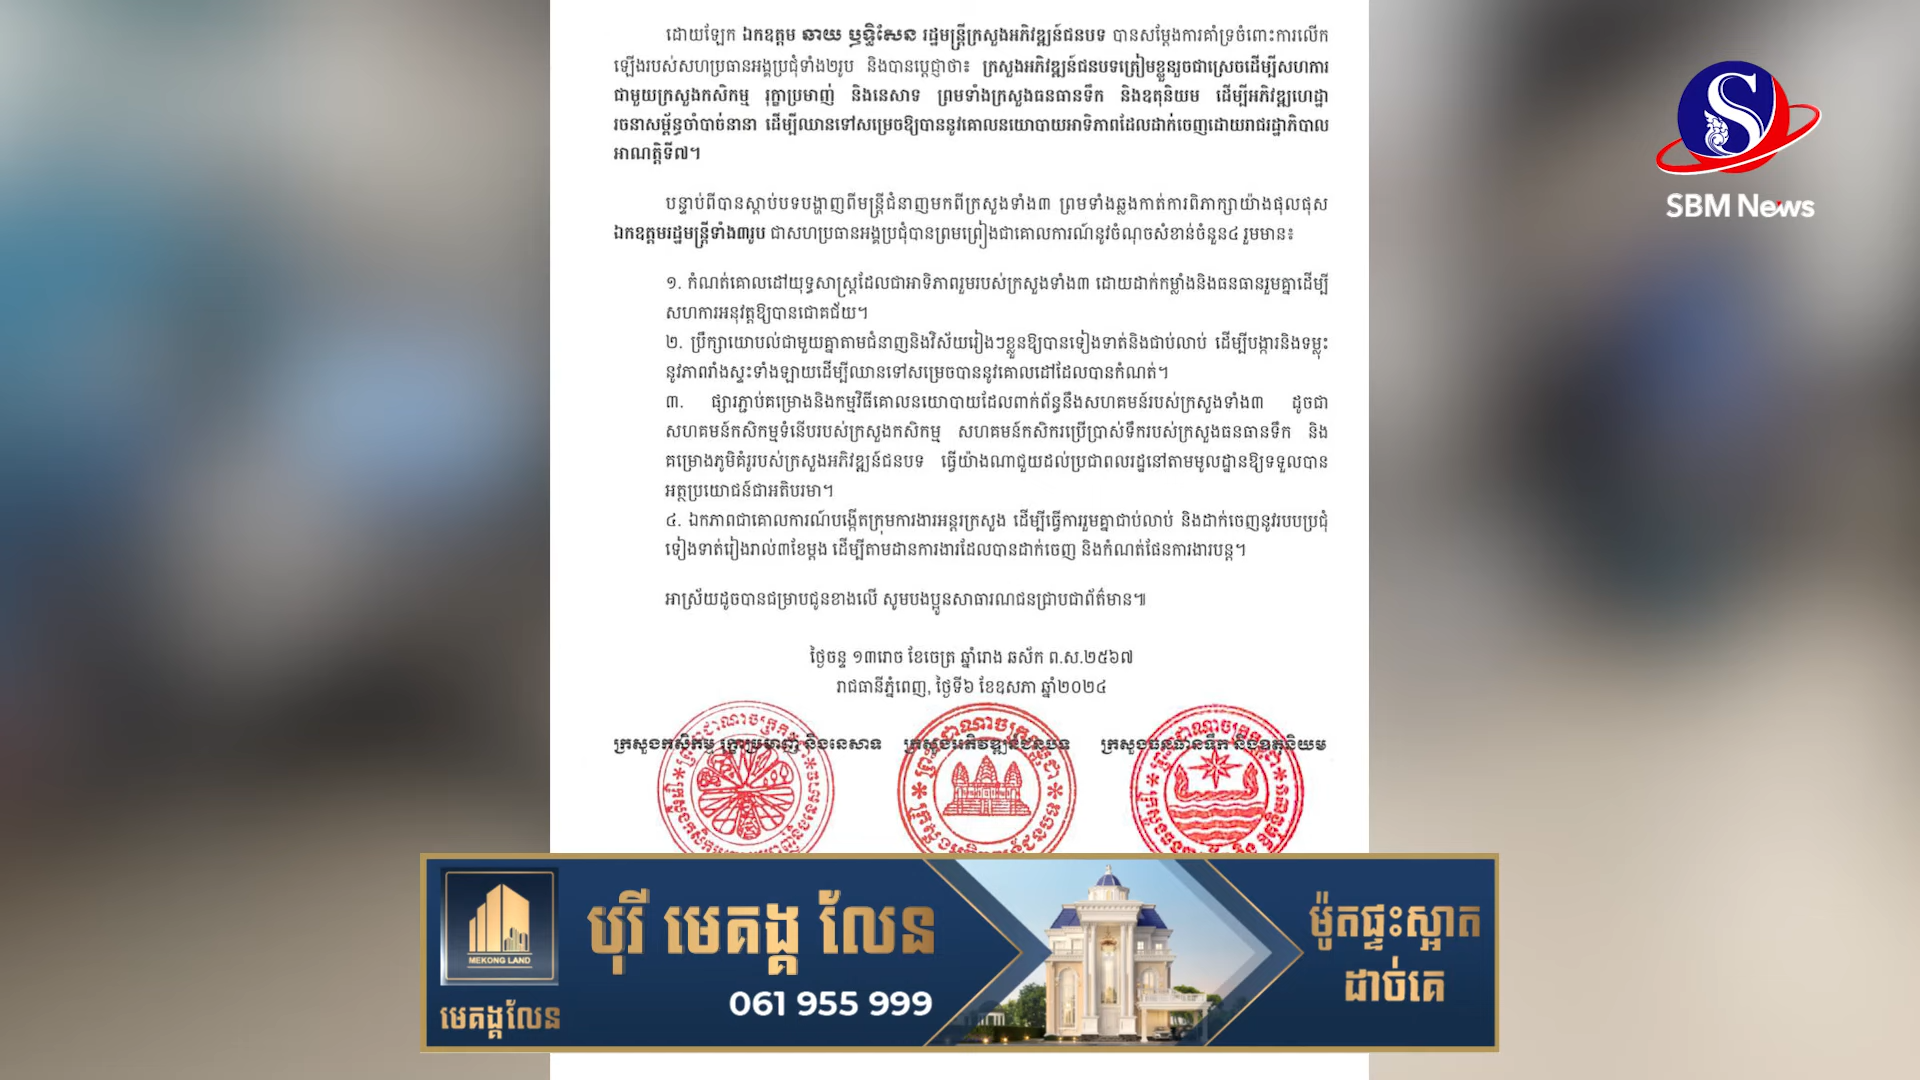 ដោយឡែក ឯកឧត្តម ឆាយ ឫទ្ធិសែន រដ្ឋមន្ត្រីក្រសួងអភិវឌ្ឍន៍ជនបទ បានសម្តែងការគាំទ្រចំពោះការលើក
ឡើងរបស់សហប្រធានអង្គប្រជុំទាំង២រូប និងបានប្តេជ្ញាថា៖ ក្រសួងអភិវឌ្ឍន៍ជនបទត្រៀមខ្លួនរួចជាស្រេចដើម្បីសហការ
ជាមួយក្រសួងកសិកម្ម រុក្ខាប្រមាញ់ និងនេសាទ ព្រមទាំងក្រសួងធនធានទឹក និងឧតុនិយម ដើម្បីអភិវឌ្ឍហេដ្ឋា
រចនាសម្ព័ន្ធចាំបាច់នានា ដើម្បីឈានទៅសម្រេចឱ្យបាននូវគោលនយោបាយអាទិភាពដែលដាក់ចេញដោយរាជរដ្ឋាភិបាល
អាណត្តិទី៧។
បន្ទាប់ពីបានស្តាប់បទបង្ហាញពីមន្ត្រីជំនាញមកពីក្រសួងទាំង៣ ព្រមទាំងឆ្លងកាត់ការពិភាក្សាយ៉ាងផុលផុស
ឯកឧត្តមរដ្ឋមន្ត្រីទាំង៣រូប ជាសហប្រធានអង្គប្រជុំបានព្រមព្រៀងជាគោលការណ៍នូវចំណុចសំខាន់ចំនួន៤ រួមមាន៖
១. កំណត់គោលដៅយុទ្ធសាស្ត្រដែលជាអាទិភាពរួមរបស់ក្រសួងទាំង៣ ដោយដាក់កម្លាំងនិងធនធានរួមគ្នាដើម្បី
សហការអនុវត្តឱ្យបានជោគជ័យ។
២. ប្រឹក្សាយោបល់ជាមួយគ្នាតាមជំនាញនិងវិស័យរៀងៗខ្លួនឱ្យបានទៀងទាត់និងជាប់លាប់ ដើម្បីបង្ការនិងទម្លុះ
នូវភាពរាំងស្ទះទាំងឡាយដើម្បីឈានទៅសម្រេចបាននូវគោលដៅដែលបានកំណត់។
៣. ផ្សារភ្ជាប់គម្រោងនិងកម្មវិធីគោលនយោបាយដែលពាក់ព័ន្ធនឹងសហគមន៍របស់ក្រសួងទាំង៣ ដូចជា
សហគមន៍កសិកម្មទំនើបរបស់ក្រសួងកសិកម្ម សហគមន៍កសិករប្រើប្រាស់ទឹករបស់ក្រសួងធនធានទឹក និង
គម្រោងភូមិគំរូរបស់ក្រសួងអភិវឌ្ឍន៍ជនបទ ធ្វើយ៉ាងណាជួយដល់ប្រជាពលរដ្ឋនៅតាមមូលដ្ឋានឱ្យទទួលបាន
អត្ថប្រយោជន៍ជាអតិបរមា។
៤. ឯកភាពជាគោលការណ៍បង្កើតក្រុមការងារអន្តរក្រសួង ដើម្បីធ្វើការរួមគ្នាជាប់លាប់ និងដាក់ចេញនូវរបបប្រជុំ
ទៀងទាត់រៀងរាល់៣ខែម្តង ដើម្បីតាមដានការងារដែលបានដាក់ចេញ និងកំណត់ផែនការងារបន្ត។
អាស្រ័យដូចបានជម្រាបជូនខាងលើ សូមបងប្អូនសាធារណជនជ្រាបជាព័ត៌មាន៕
ថ្ងៃចន្ទ ១៣រោច ខែចេត្រ ឆ្នាំរោង ឆស័ក ព.ស.២៥៦៧
រាជធានីភ្នំពេញ, ថ្ងៃទី៦ ខែឧសភា ឆ្នាំ២០២៤
ក្រសួងកសិកម្ម រុក្ខាប្រមាញ់ និងនេសាទ ក្រសួងអភិវឌ្ឍន៍ជនបទ ក្រសួងធនធានទឹក និងឧតុនិយម
SBM News
MEKONG LAND
មេគង្គលែន
បុរី មេគង្គ លែន
061 955 999
ម៉ូតផ្ទះស្អាត
ដាច់គេ